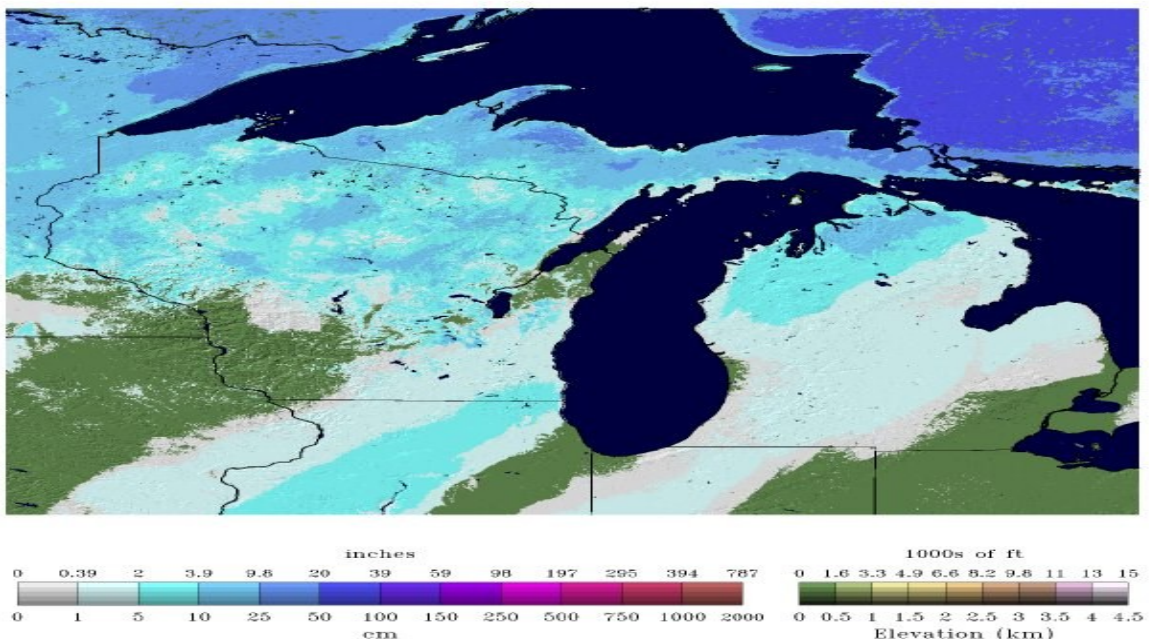 inches
0 0.39 2 3.9 9.8 20 39 59 98 197 295 394 787
0 1 5 10 25 50 100 150 250 500 750 1000 2000
cm
1000s of ft
0 1.6 3.3 4.9 6.6 8.2 9.8 11 13 15
0 0.5 1 1.5 2 2.5 3 3.5 4 4.5
Elevation (km)